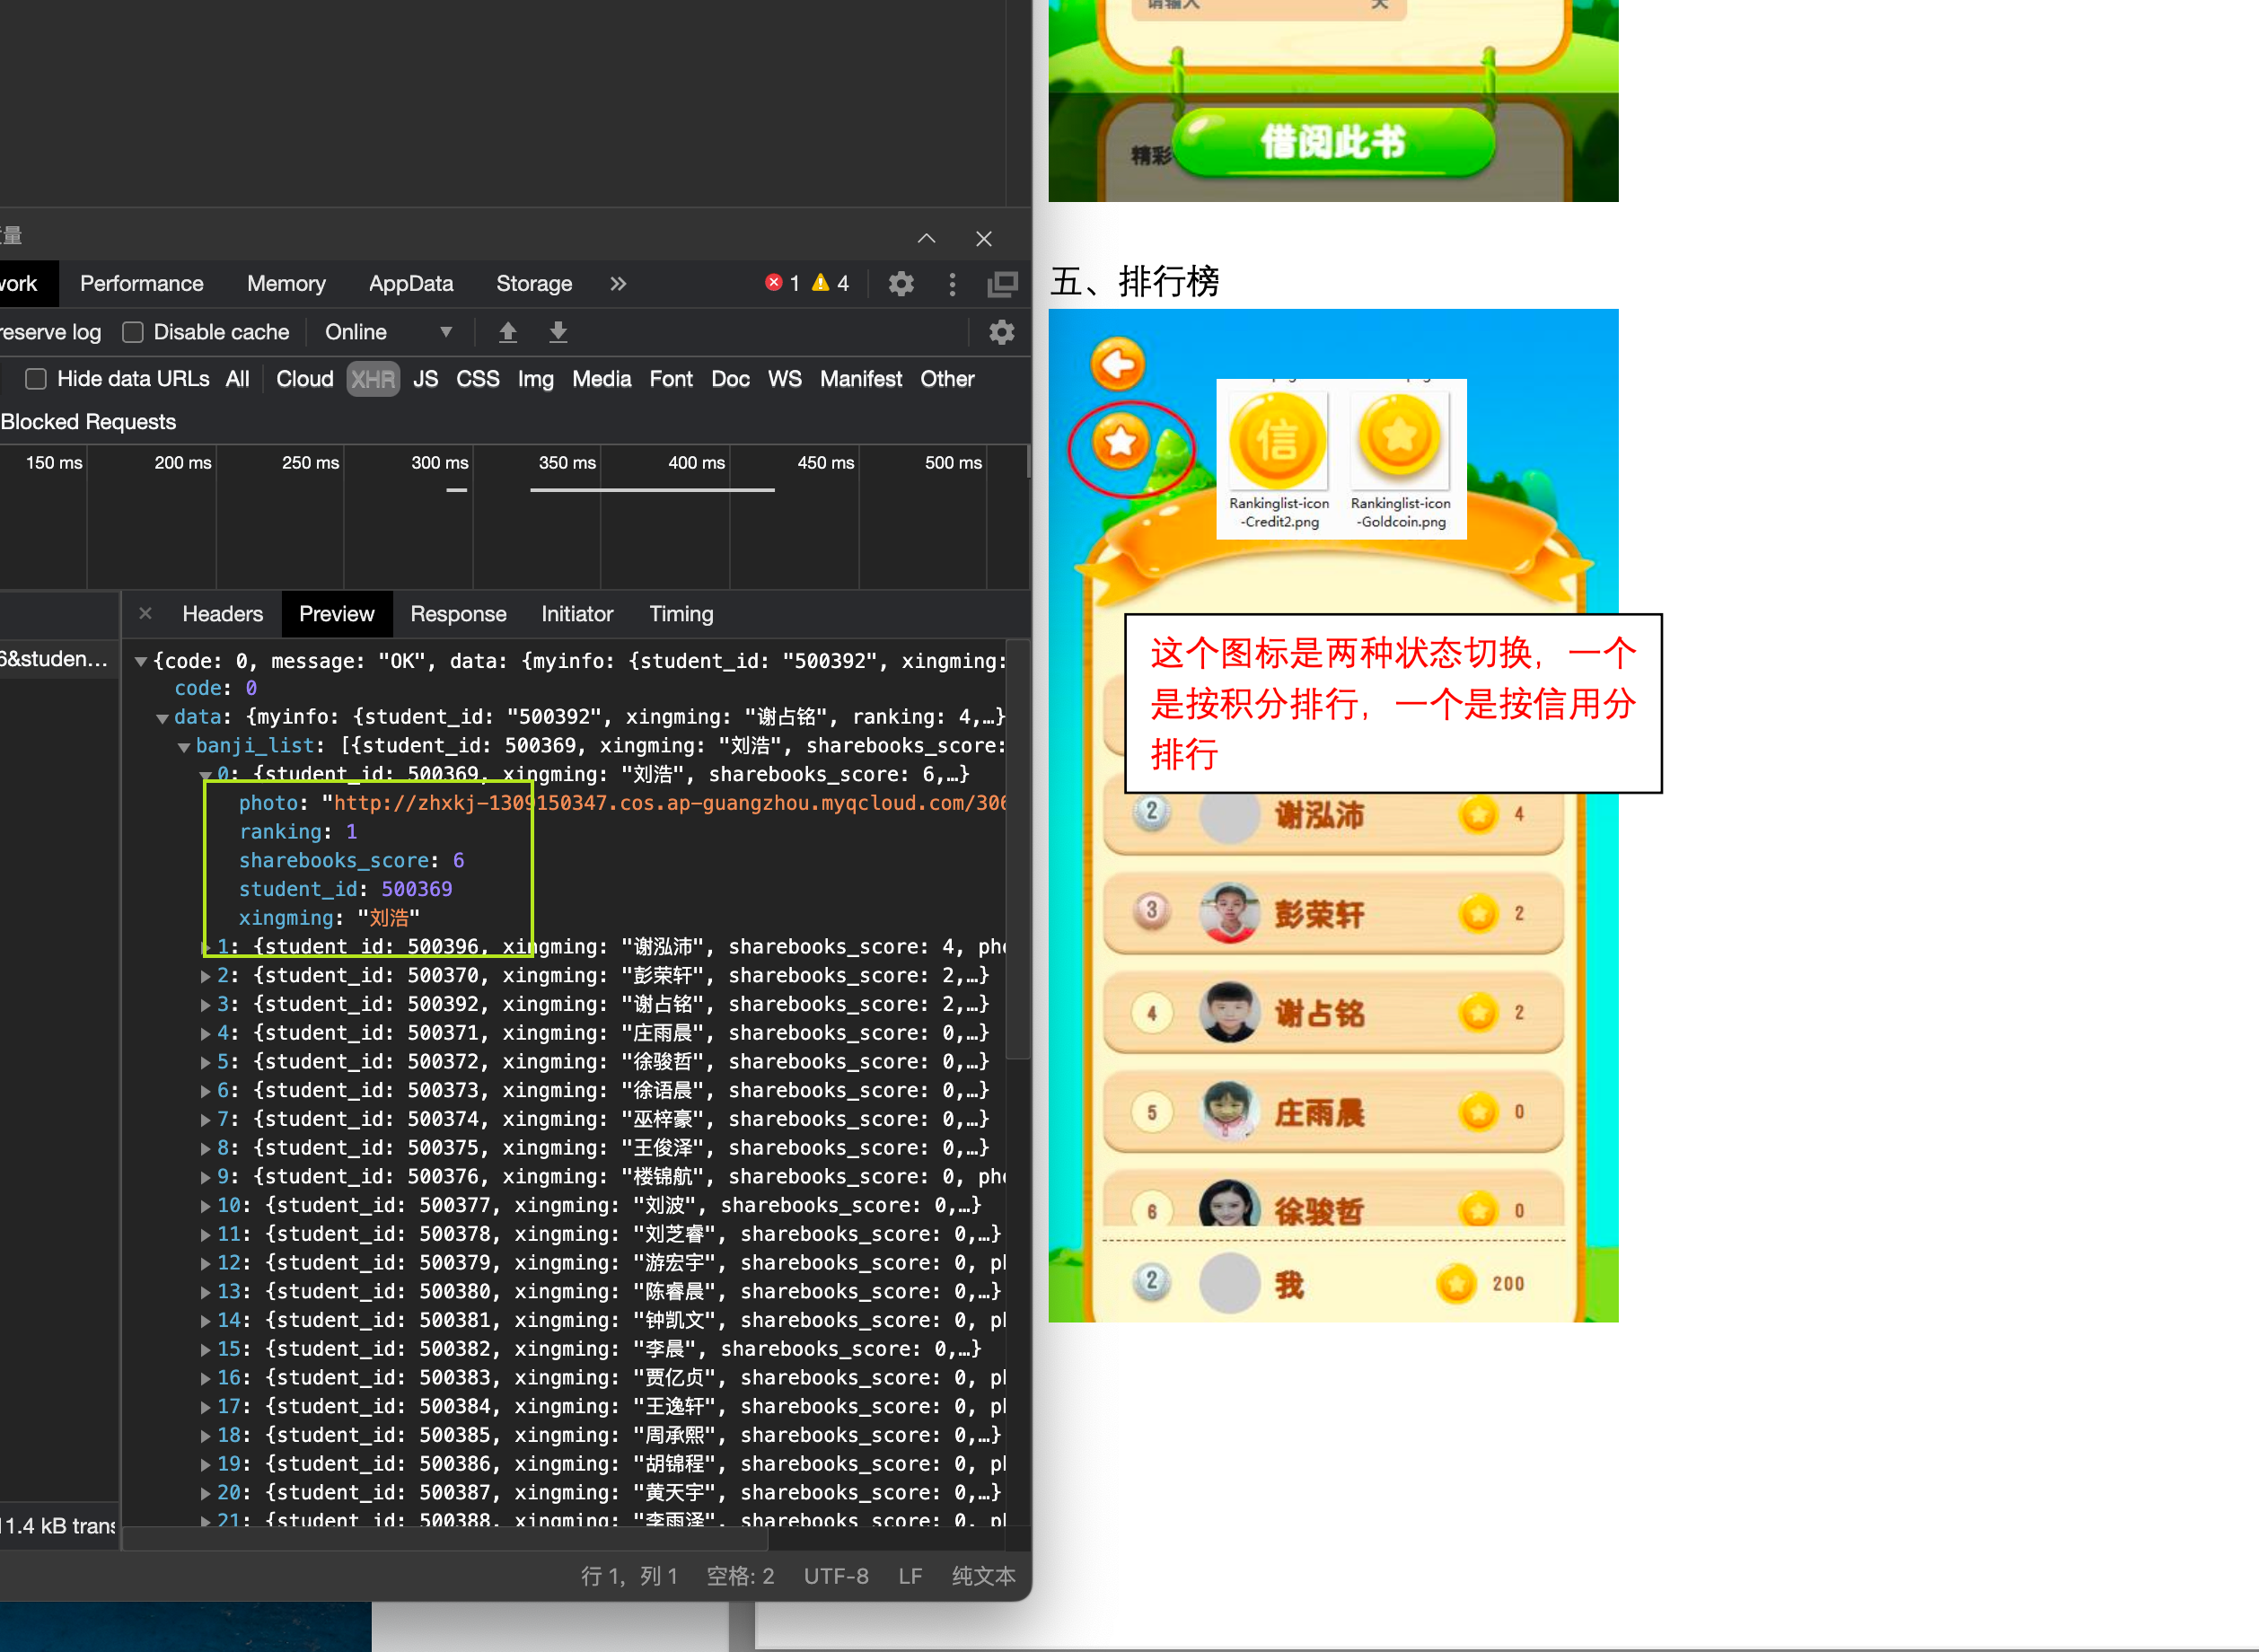 量
Performance Memory AppData Storage » 1 4
reserve log Disable cache Online
Hide data URLs All Cloud XHR JS CSS Img Media Font Doc WS Manifest Other
Blocked Requests
150 ms 200 ms 250 ms 300 ms 350 ms 400 ms 450 ms 500 ms
× Headers Preview Response Initiator Timing
6&studen...
{code: 0, message: "OK", data: {myinfo: {student_id: "500392", xingming:
code: 0
data: {myinfo: {student_id: "500392", xingming: "谢占铭", ranking: 4,…}
banji_list: [{student_id: 500369, xingming: "刘浩", sharebooks_score:
0: {student_id: 500369, xingming: "刘浩", sharebooks_score: 6,…}
photo: "http://zhxkj-1309150347.cos.ap-guangzhou.myqcloud.com/306
ranking: 1
sharebooks_score: 6
student_id: 500369
xingming: "刘浩"
1: {student_id: 500396, xingming: "谢泓沛", sharebooks_score: 4, pho
2: {student_id: 500370, xingming: "彭荣轩", sharebooks_score: 2,…}
3: {student_id: 500392, xingming: "谢占铭", sharebooks_score: 2,…}
4: {student_id: 500371, xingming: "庄雨晨", sharebooks_score: 0,…}
5: {student_id: 500372, xingming: "徐骏哲", sharebooks_score: 0,…}
6: {student_id: 500373, xingming: "徐语晨", sharebooks_score: 0,…}
7: {student_id: 500374, xingming: "巫梓豪", sharebooks_score: 0,…}
8: {student_id: 500375, xingming: "王俊泽", sharebooks_score: 0,…}
9: {student_id: 500376, xingming: "楼锦航", sharebooks_score: 0, pho
10: {student_id: 500377, xingming: "刘波", sharebooks_score: 0,…}
11: {student_id: 500378, xingming: "刘芝睿", sharebooks_score: 0,…}
12: {student_id: 500379, xingming: "游宏宇", sharebooks_score: 0, pl
13: {student_id: 500380, xingming: "陈睿晨", sharebooks_score: 0,…}
14: {student_id: 500381, xingming: "钟凯文", sharebooks_score: 0, pl
15: {student_id: 500382, xingming: "李晨", sharebooks_score: 0,…}
16: {student_id: 500383, xingming: "贾亿贞", sharebooks_score: 0, pl
17: {student_id: 500384, xingming: "王逸轩", sharebooks_score: 0, pl
18: {student_id: 500385, xingming: "周承熙", sharebooks_score: 0,…}
19: {student_id: 500386, xingming: "胡锦程", sharebooks_score: 0, pl
20: {student_id: 500387, xingming: "黄天宇", sharebooks_score: 0,…}
21: {student_id: 500388, xingming: "李雨泽", sharebooks_score: 0, pl
11.4 kB trans
行 1, 列 1 空格: 2 UTF-8 LF 纯文本
请输入 天
精彩
借阅此书
五、排行榜
信
Rankinglist-icon
-Credit2.png
Rankinglist-icon
-Goldcoin.png
这个图标是两种状态切换，一个
是按积分排行，一个是按信用分
排行
2 谢泓沛 4
3 彭荣轩 2
4 谢占铭 2
5 庄雨晨 0
6 徐骏哲 0
2 我 200